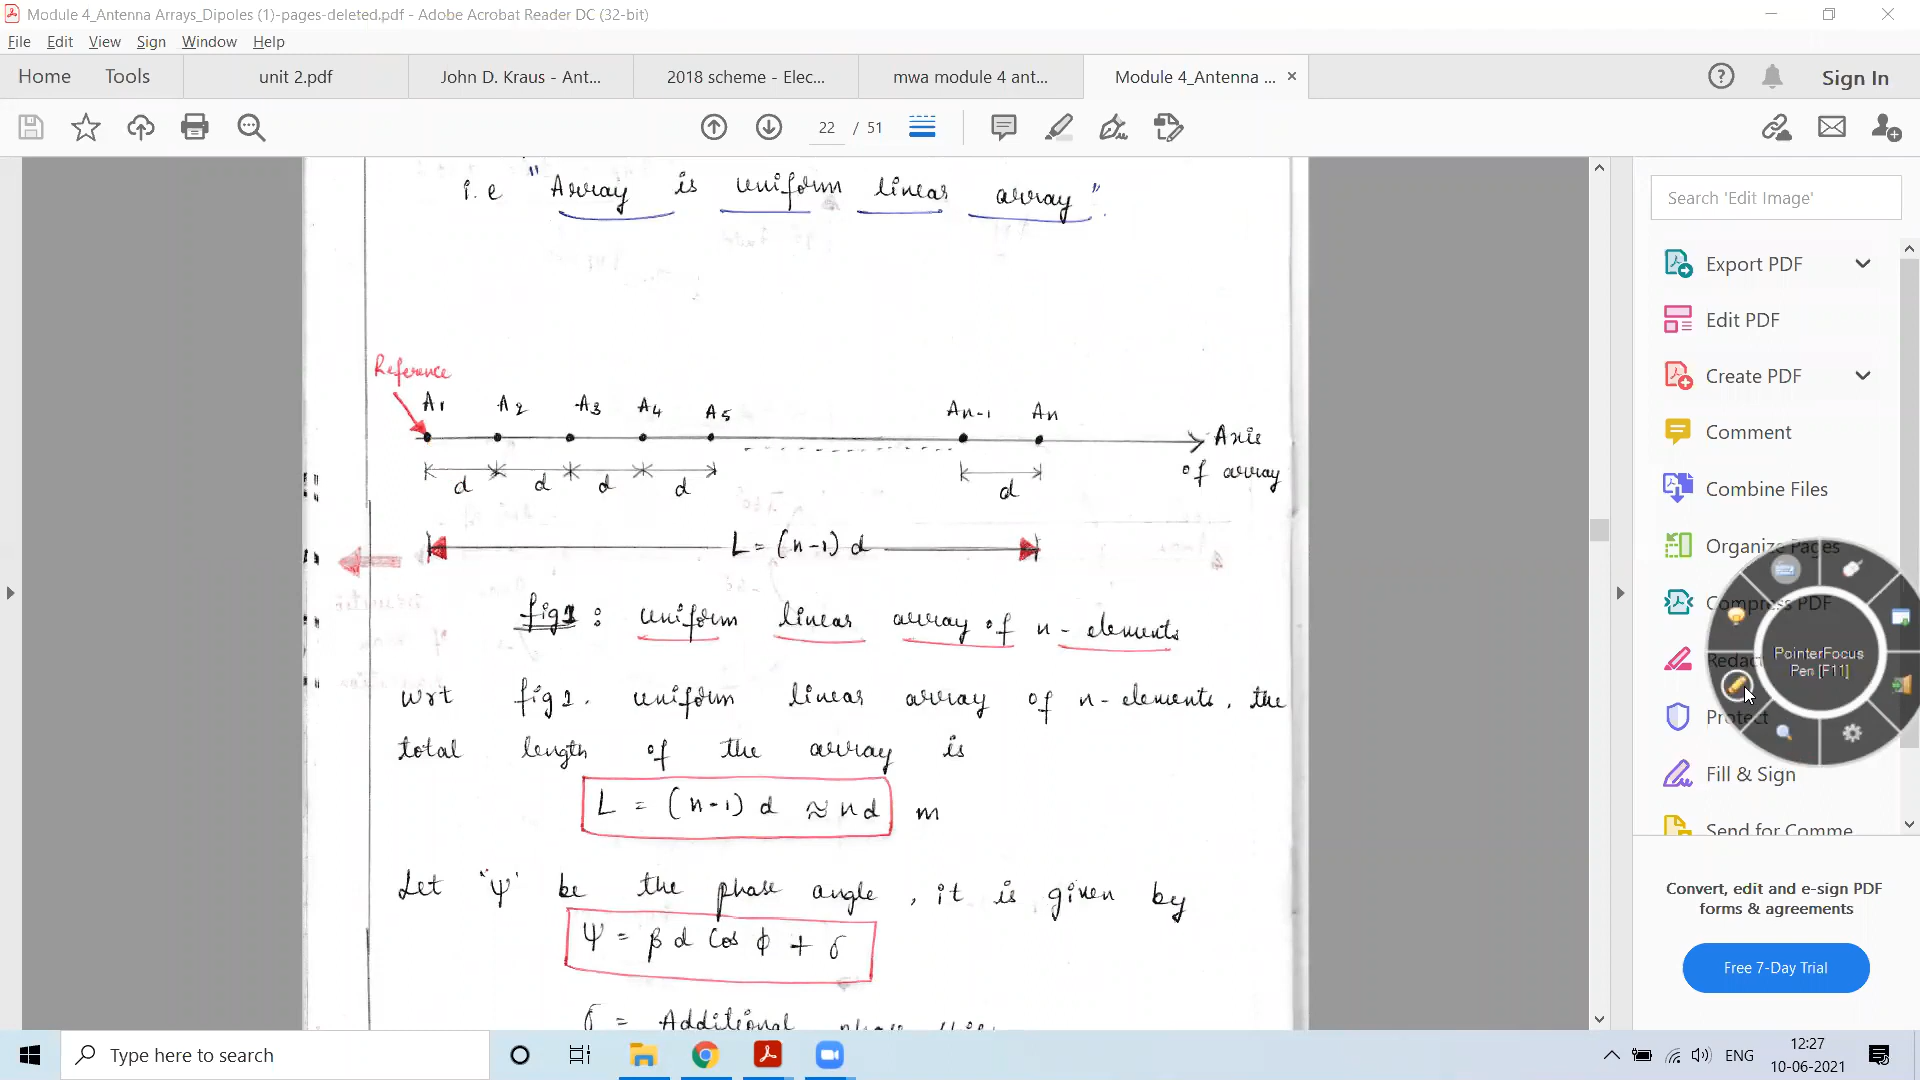 Module 4_Antenna Arrays_Dipoles (1)-pages-deleted.pdf - Adobe Acrobat Reader DC (32-bit)
File Edit View Sign Window Help
Home Tools unit 2.pdf John D. Kraus - Ant... 2018 scheme - Elec... mwa module 4 ant... Module 4_Antenna ... × Sign In
22 / 51
i.e "Array is uniform linear array".
Reference
A1 A2 A3 A4 A5 An-1 An
Axis
of array
d d d d d
L = (n-1) d
fig1 : uniform linear array of n-elements
wrt fig1. uniform linear array of n-elements, the
total length of the array is
L = (n-1) d ≈ nd m
Let "ψ" be the phase angle, it is given by
ψ = β d Cos ϕ + δ
δ = Additional phase
Search 'Edit Image'
Export PDF
Edit PDF
Create PDF
Comment
Combine Files
Organize Pages
Compress PDF
Redact
Protect
Fill & Sign
Send for Comme
PointerFocus
Pen [F11]
Convert, edit and e-sign PDF
forms & agreements
Free 7-Day Trial
Type here to search
ENG
12:27
10-06-2021